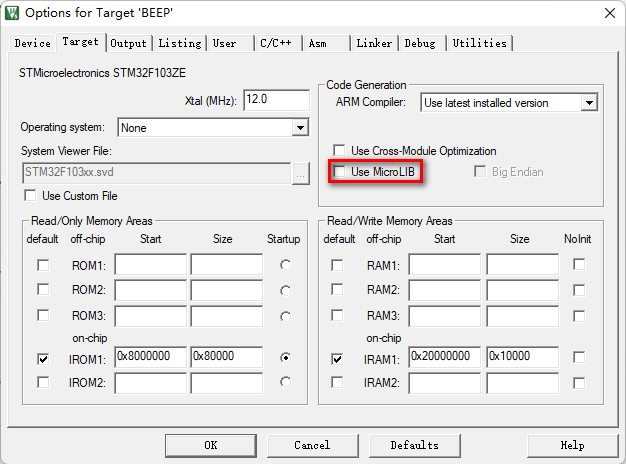 Options for Target 'BEEP'
Device Target Output Listing User C/C++ Asm Linker Debug Utilities
STMicroelectronics STM32F103ZE
Xtal (MHz): 12.0
Operating system: None
System Viewer File:
STM32F103xx.svd ...
Use Custom File
Code Generation
ARM Compiler: Use latest installed version
Use Cross-Module Optimization
Use MicroLIB Big Endian
Read/Only Memory Areas
default off-chip Start Size Startup
ROM1:
ROM2:
ROM3:
on-chip
IROM1: 0x8000000 0x80000
IROM2:
Read/Write Memory Areas
default off-chip Start Size NoInit
RAM1:
RAM2:
RAM3:
on-chip
IRAM1: 0x20000000 0x10000
IRAM2:
OK Cancel Defaults Help